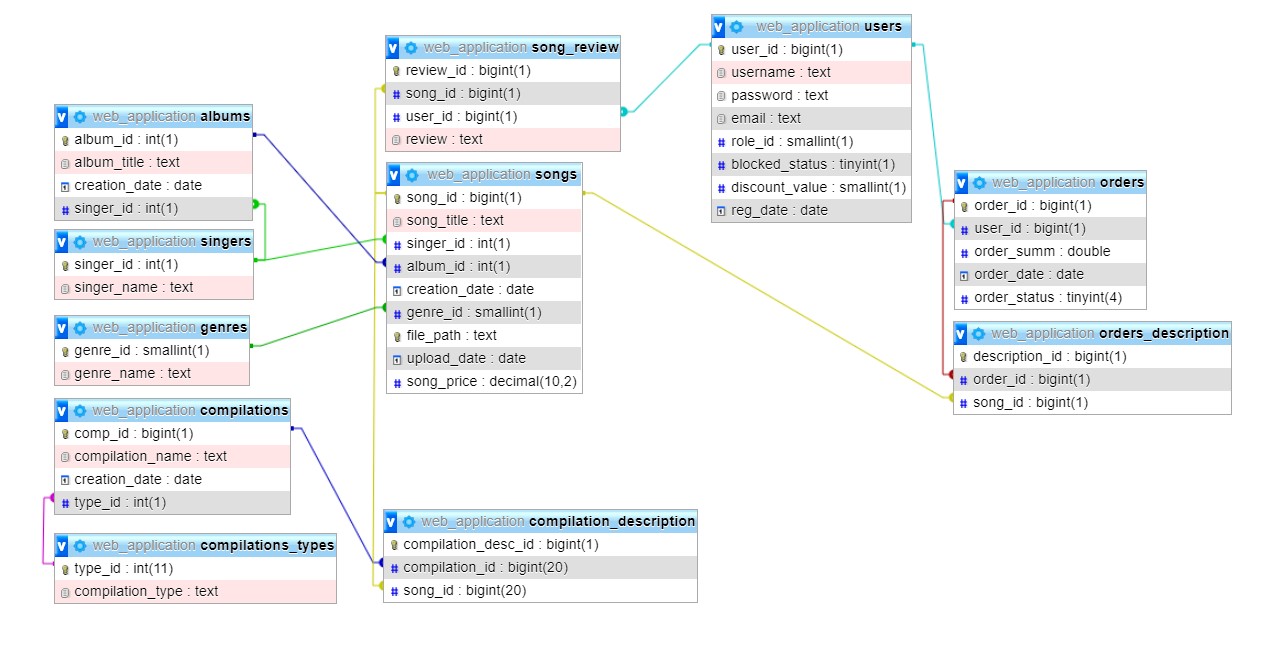 web_application albums
album_id : int(1)
album_title : text
creation_date : date
singer_id : int(1)
web_application singers
singer_id : int(1)
singer_name : text
web_application genres
genre_id : smallint(1)
genre_name : text
web_application compilations
comp_id : bigint(1)
compilation_name : text
creation_date : date
type_id : int(1)
web_application compilations_types
type_id : int(11)
compilation_type : text
web_application song_review
review_id : bigint(1)
song_id : bigint(1)
user_id : bigint(1)
review : text
web_application songs
song_id : bigint(1)
song_title : text
singer_id : int(1)
album_id : int(1)
creation_date : date
genre_id : smallint(1)
file_path : text
upload_date : date
song_price : decimal(10,2)
web_application compilation_description
compilation_desc_id : bigint(1)
compilation_id : bigint(20)
song_id : bigint(20)
web_application users
user_id : bigint(1)
username : text
password : text
email : text
role_id : smallint(1)
blocked_status : tinyint(1)
discount_value : smallint(1)
reg_date : date
web_application orders
order_id : bigint(1)
user_id : bigint(1)
order_summ : double
order_date : date
order_status : tinyint(4)
web_application orders_description
description_id : bigint(1)
order_id : bigint(1)
song_id : bigint(1)